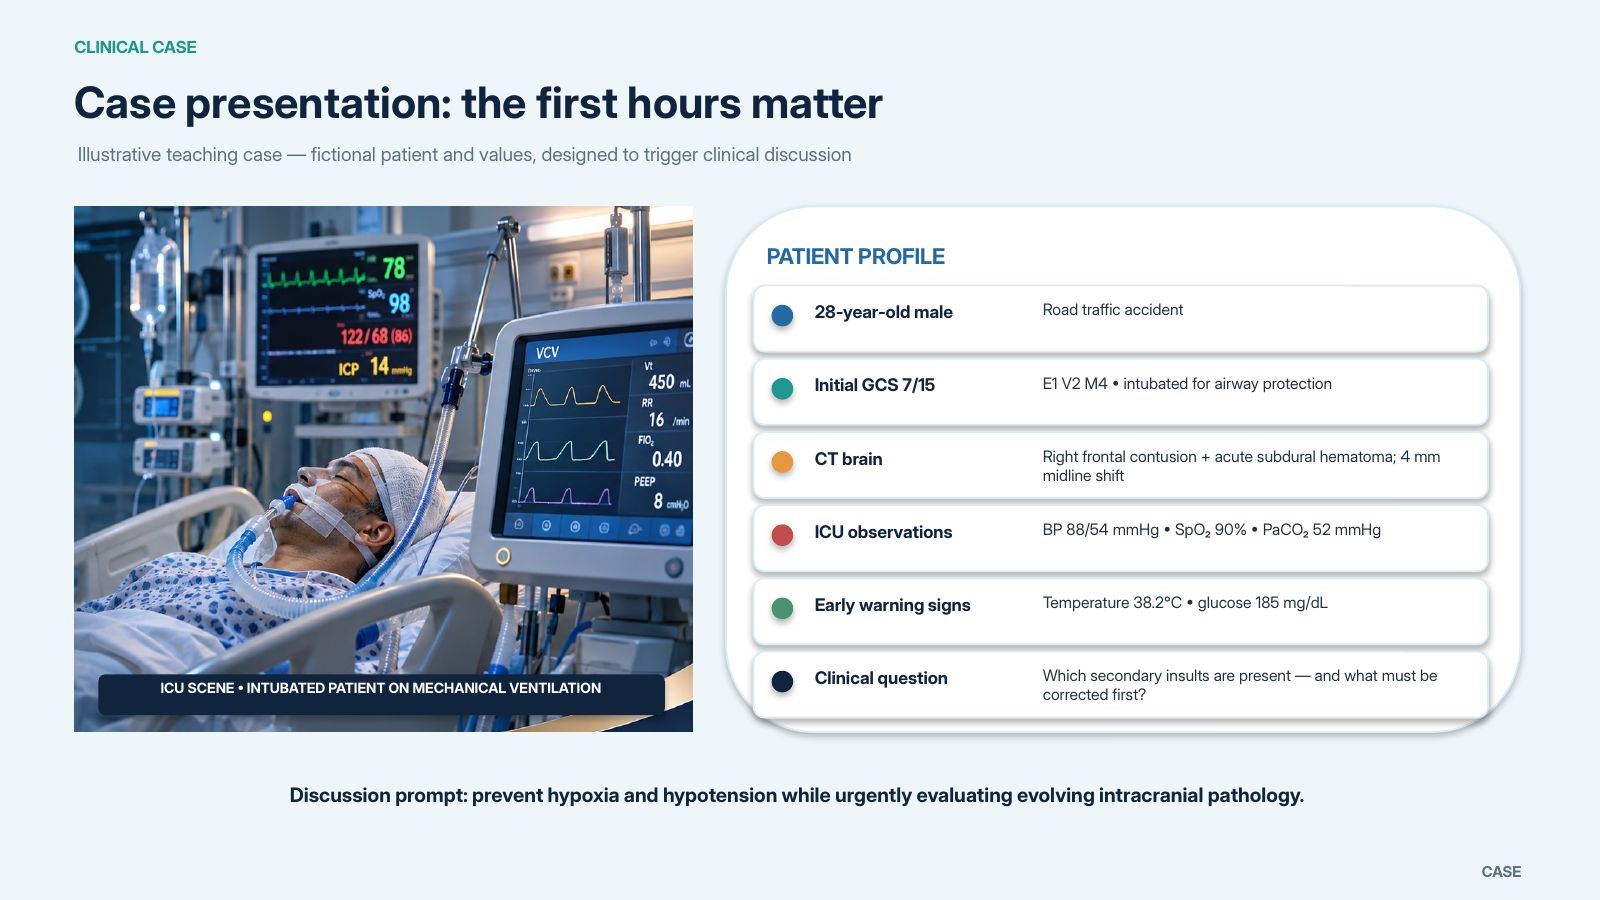 CLINICAL CASE
Case presentation: the first hours matter
Illustrative teaching case — fictional patient and values, designed to trigger clinical discussion
78
SpO₂
98
122/68 (86)
ICP 14 mmHg
VCV
Vt
450 mL
RR
16 /min
FIO₂
0.40
PEEP
8 cmH₂O
ICU SCENE • INTUBATED PATIENT ON MECHANICAL VENTILATION
PATIENT PROFILE
28-year-old male
Road traffic accident
Initial GCS 7/15
E1 V2 M4 • intubated for airway protection
CT brain
Right frontal contusion + acute subdural hematoma; 4 mm
midline shift
ICU observations
BP 88/54 mmHg • SpO₂ 90% • PaCO₂ 52 mmHg
Early warning signs
Temperature 38.2°C • glucose 185 mg/dL
Clinical question
Which secondary insults are present — and what must be
corrected first?
Discussion prompt: prevent hypoxia and hypotension while urgently evaluating evolving intracranial pathology.
CASE